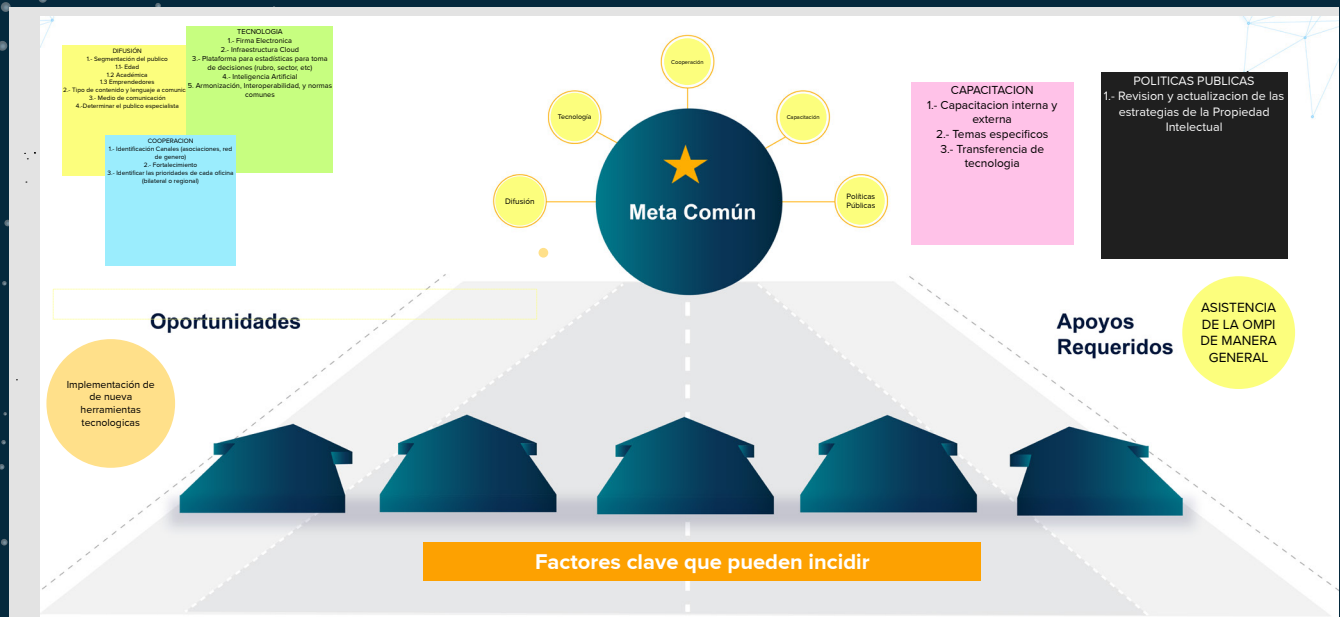 DIFUSIÓN
1.- Segmentación del publico
1.1- Edad
1.2 Académica
1.3 Emprendedores
2.- Tipo de contenido y lenguaje a comunic
3.- Medio de comunicación
4.-Determinar el publico especialista
TECNOLOGIA
1.- Firma Electronica
2.- Infraestructura Cloud
3.- Plataforma para estadísticas para toma
de decisiones (rubro, sector, etc)
4.- Inteligencia Artificial
5. Armonización, Interoperabilidad, y normas
comunes
COOPERACION
1.- Identificación Canales (asociaciones, red
de genero)
2.- Fortalecimiento
3.- Identificar las prioridades de cada oficina
(bilateral o regional)
Cooperación
Tecnología
Capacitación
Difusión
Políticas
Públicas
Meta Común
CAPACITACION
1.- Capacitacion interna y
externa
2.- Temas especificos
3.- Transferencia de
tecnologia
POLITICAS PUBLICAS
1.- Revision y actualizacion de las
estrategias de la Propiedad
Intelectual
Oportunidades
Implementación de
de nueva
herramientas
tecnologicas
Apoyos
Requeridos
ASISTENCIA
DE LA OMPI
DE MANERA
GENERAL
Factores clave que pueden incidir